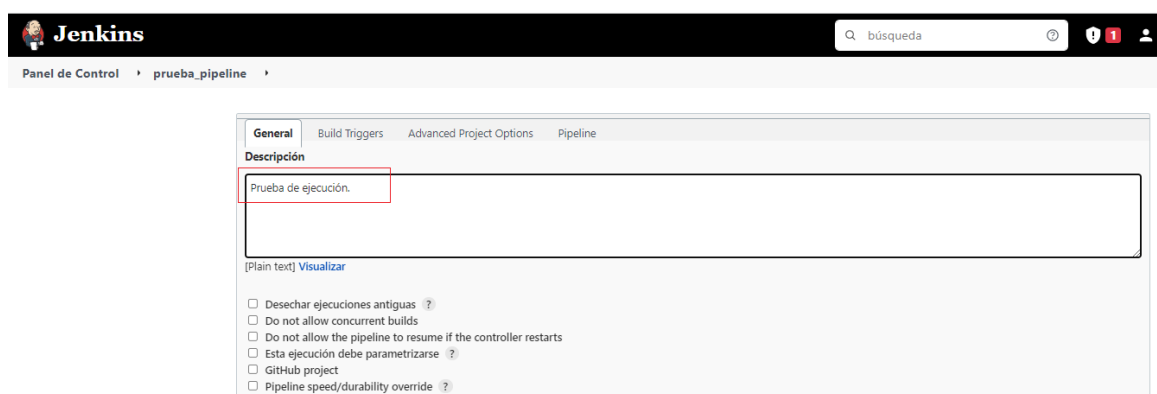 Jenkins
búsqueda
1
Panel de Control prueba_pipeline
General Build Triggers Advanced Project Options Pipeline
Descripción
Prueba de ejecución.
[Plain text] Visualizar
Desechar ejecuciones antiguas ?
Do not allow concurrent builds
Do not allow the pipeline to resume if the controller restarts
Esta ejecución debe parametrizarse ?
GitHub project
Pipeline speed/durability override ?